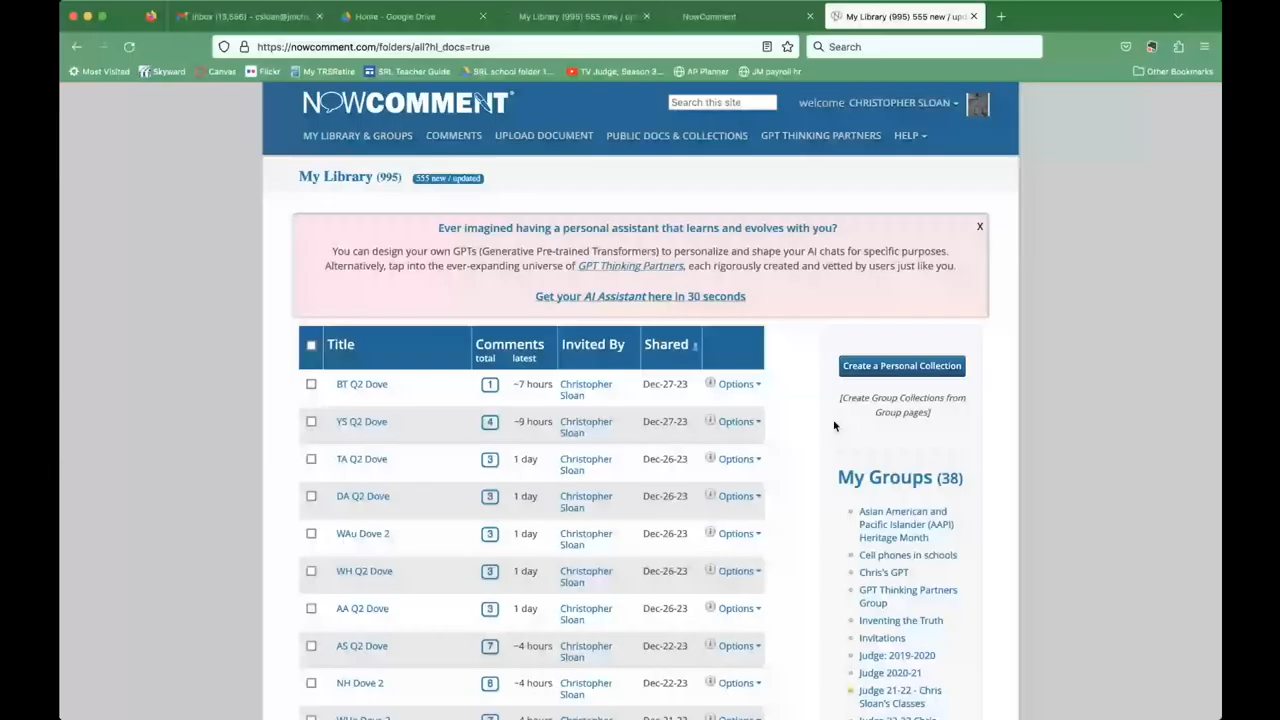 Inbox (13,556) - csloan@jmcto
Home - Google Drive
My Library (995) 555 new / up
NowComment
My Library (995) 555 new / upd
https://nowcomment.com/folders/all?hl_docs=true
Search
Most Visited
Skyward
Canvas
Flickr
My TRSRetire
SRL Teacher Guide
SRL school folder 1...
TV Judge, Season 3...
AP Planner
JM payroll hr
Other Bookmarks
NOWCOMMENT®
Search this site
welcome CHRISTOPHER SLOAN
MY LIBRARY & GROUPS
COMMENTS
UPLOAD DOCUMENT
PUBLIC DOCS & COLLECTIONS
GPT THINKING PARTNERS
HELP
My Library (995) 555 new / updated
Ever imagined having a personal assistant that learns and evolves with you?
X
You can design your own GPTs (Generative Pre-trained Transformers) to personalize and shape your AI chats for specific purposes.
Alternatively, tap into the ever-expanding universe of GPT Thinking Partners, each rigorously created and vetted by users just like you.
Get your AI Assistant here in 30 seconds
Title
Comments
total latest
Invited By
Shared
BT Q2 Dove 1 ~7 hours Christopher Sloan Dec-27-23 Options
YS Q2 Dove 4 ~9 hours Christopher Sloan Dec-27-23 Options
TA Q2 Dove 3 1 day Christopher Sloan Dec-26-23 Options
DA Q2 Dove 3 1 day Christopher Sloan Dec-26-23 Options
WAu Dove 2 3 1 day Christopher Sloan Dec-26-23 Options
WH Q2 Dove 3 1 day Christopher Sloan Dec-26-23 Options
AA Q2 Dove 3 1 day Christopher Sloan Dec-26-23 Options
AS Q2 Dove 7 ~4 hours Christopher Sloan Dec-22-23 Options
NH Dove 2 6 ~4 hours Christopher Sloan Dec-22-23 Options
Create a Personal Collection
[Create Group Collections from
Group pages]
My Groups (38)
Asian American and
Pacific Islander (AAPI)
Heritage Month
Cell phones in schools
Chris's GPT
GPT Thinking Partners
Group
Inventing the Truth
Invitations
Judge: 2019-2020
Judge 2020-21
Judge 21-22 - Chris
Sloan's Classes